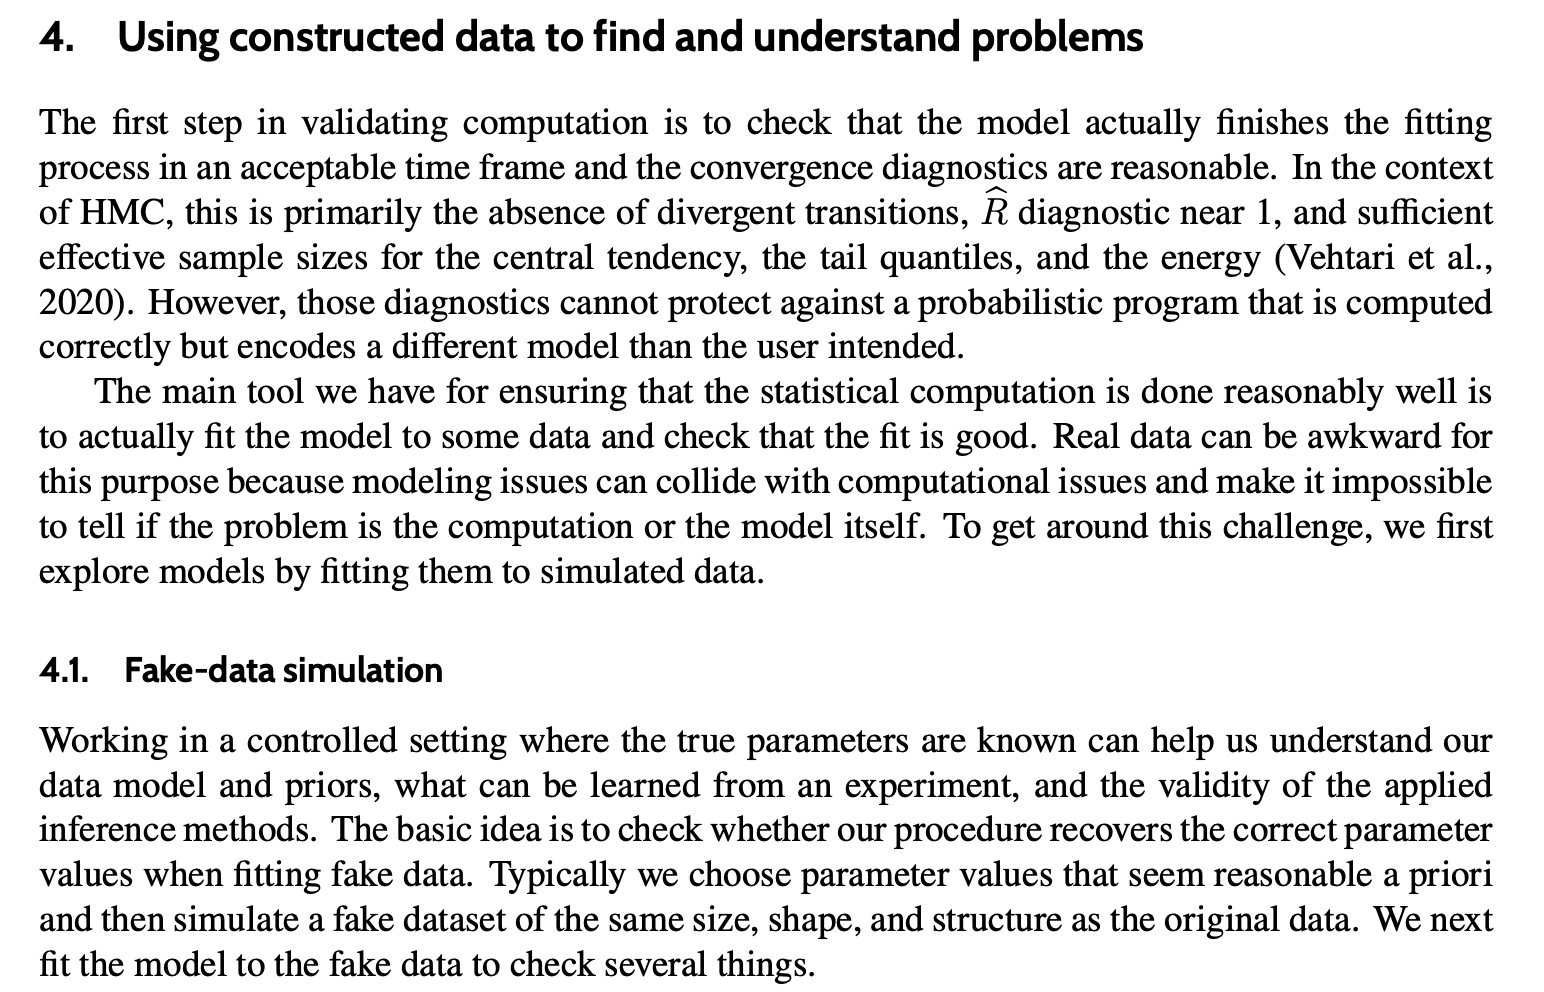 4. Using constructed data to find and understand problems
The first step in validating computation is to check that the model actually finishes the fitting
process in an acceptable time frame and the convergence diagnostics are reasonable. In the context
of HMC, this is primarily the absence of divergent transitions, R̂ diagnostic near 1, and sufficient
effective sample sizes for the central tendency, the tail quantiles, and the energy (Vehtari et al.,
2020). However, those diagnostics cannot protect against a probabilistic program that is computed
correctly but encodes a different model than the user intended.
The main tool we have for ensuring that the statistical computation is done reasonably well is
to actually fit the model to some data and check that the fit is good. Real data can be awkward for
this purpose because modeling issues can collide with computational issues and make it impossible
to tell if the problem is the computation or the model itself. To get around this challenge, we first
explore models by fitting them to simulated data.
4.1. Fake-data simulation
Working in a controlled setting where the true parameters are known can help us understand our
data model and priors, what can be learned from an experiment, and the validity of the applied
inference methods. The basic idea is to check whether our procedure recovers the correct parameter
values when fitting fake data. Typically we choose parameter values that seem reasonable a priori
and then simulate a fake dataset of the same size, shape, and structure as the original data. We next
fit the model to the fake data to check several things.